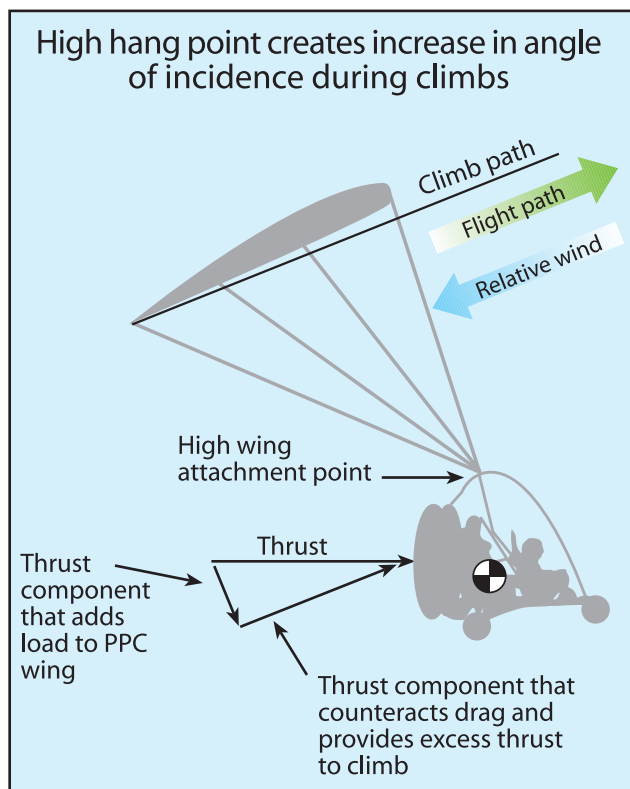 High hang point creates increase in angle
of incidence during climbs
Climb path
Flight path
Relative wind
High wing
attachment point
Thrust
Thrust
component
that adds
load to PPC
wing
Thrust component that
counteracts drag and
provides excess thrust
to climb